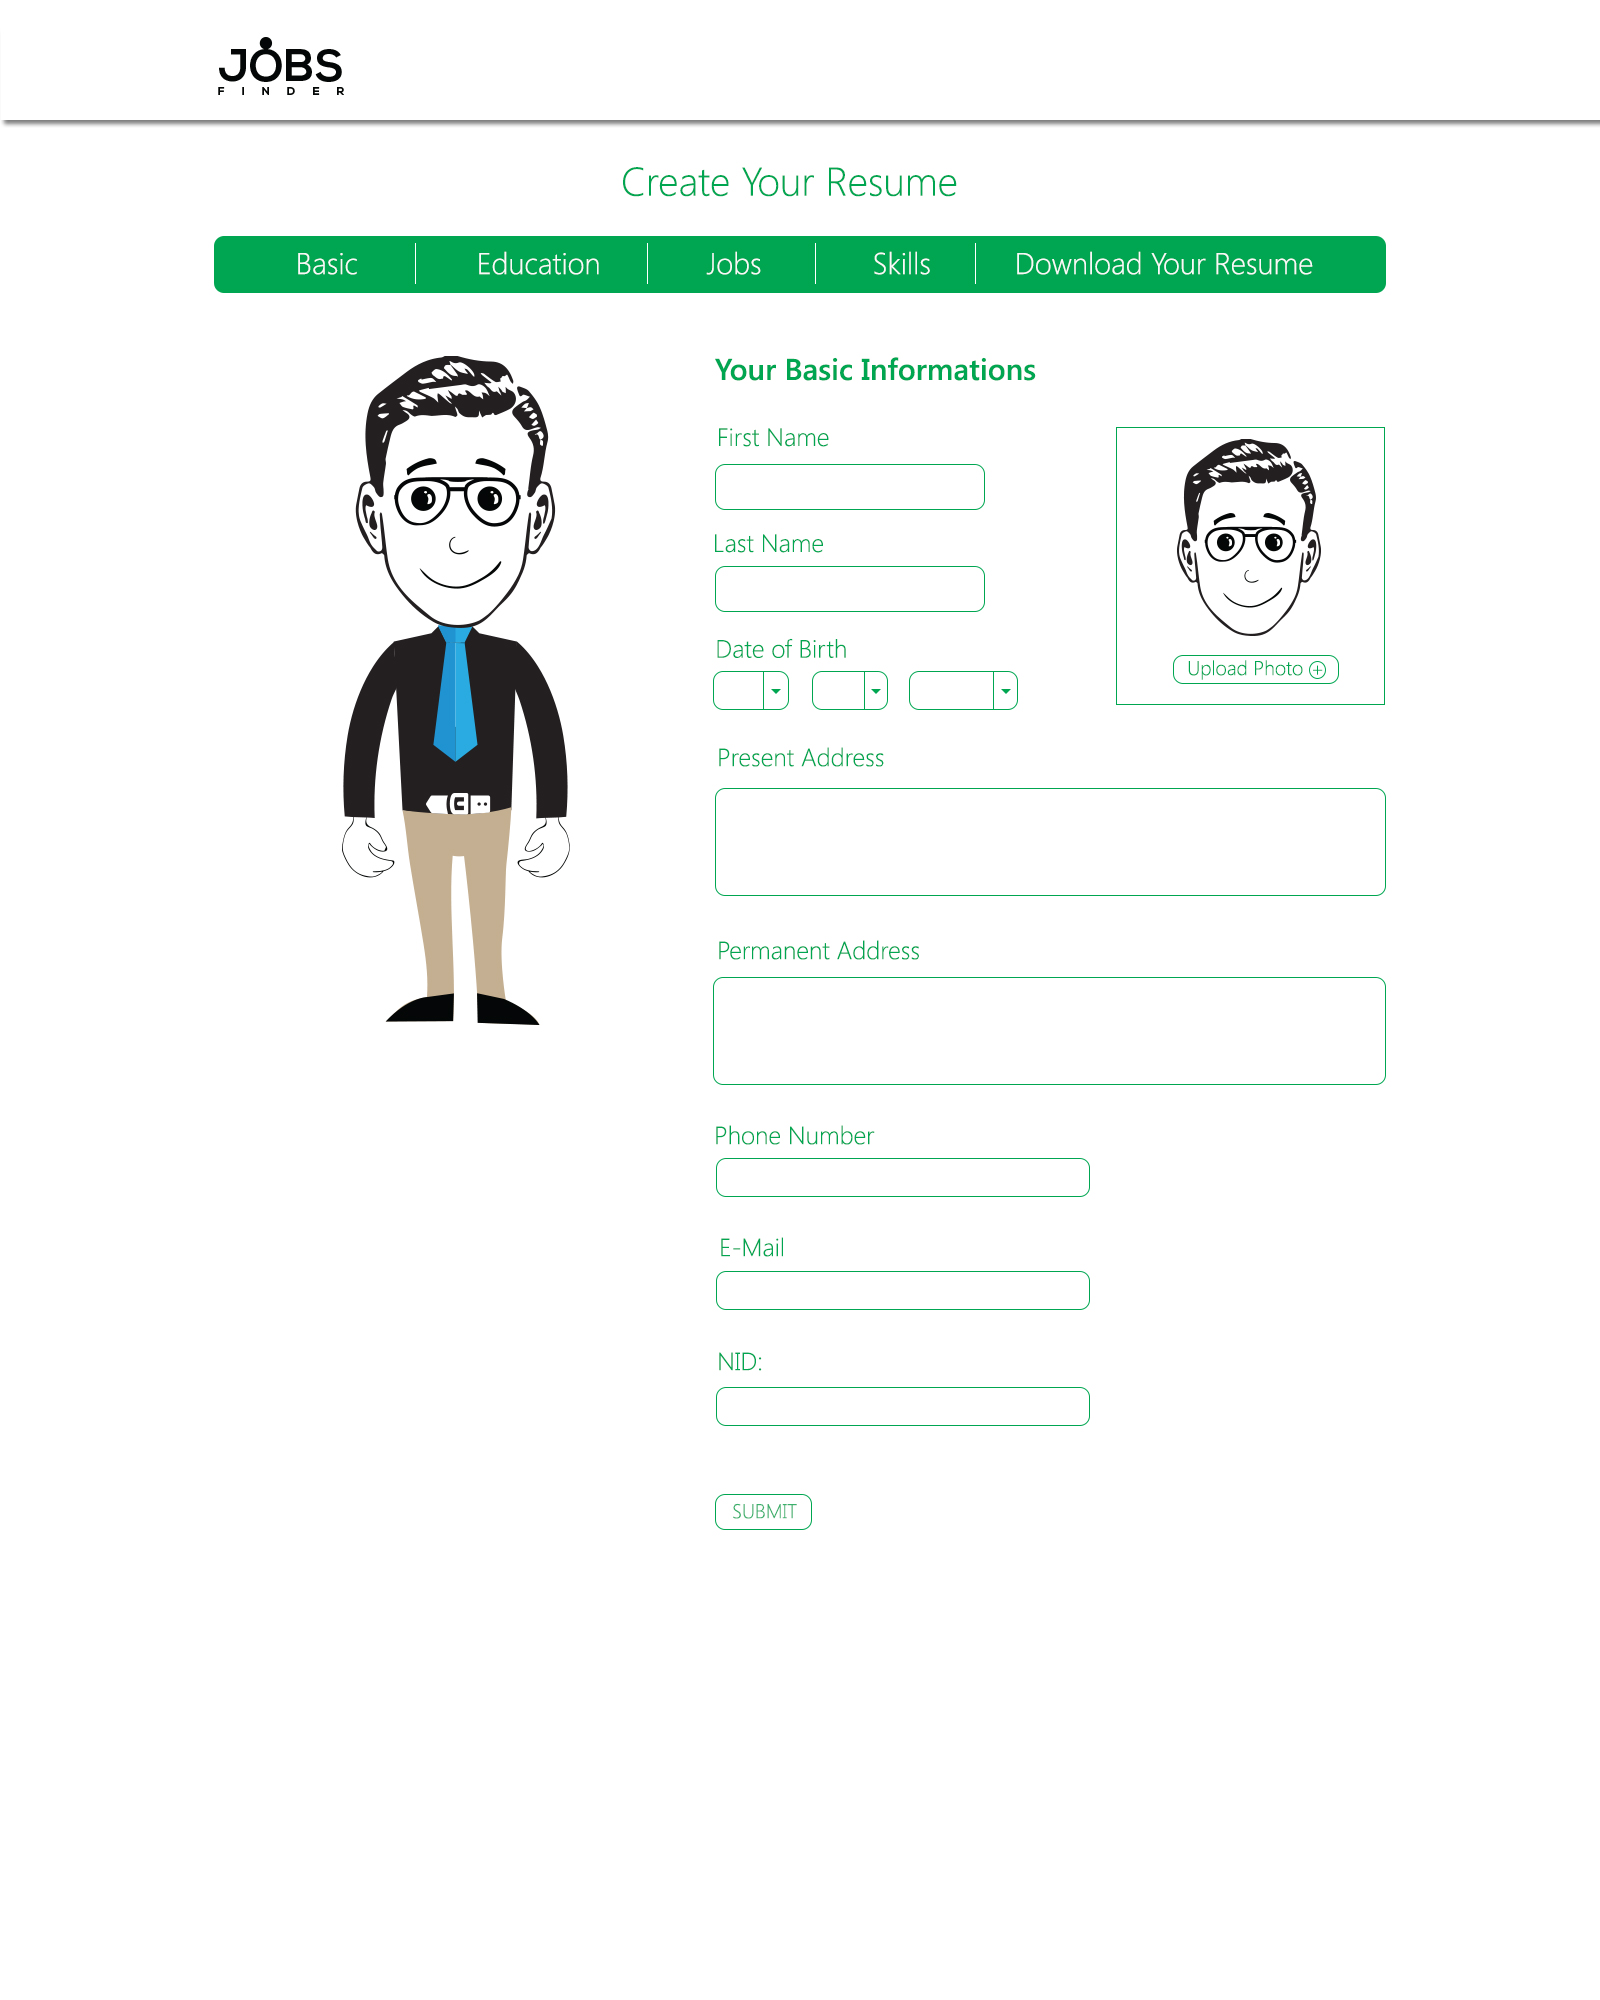 JOBS
FINDER
Create Your Resume
Basic Education Jobs Skills Download Your Resume
Your Basic Informations
First Name
Last Name
Date of Birth
Upload Photo
Present Address
Permanent Address
Phone Number
E-Mail
NID:
SUBMIT